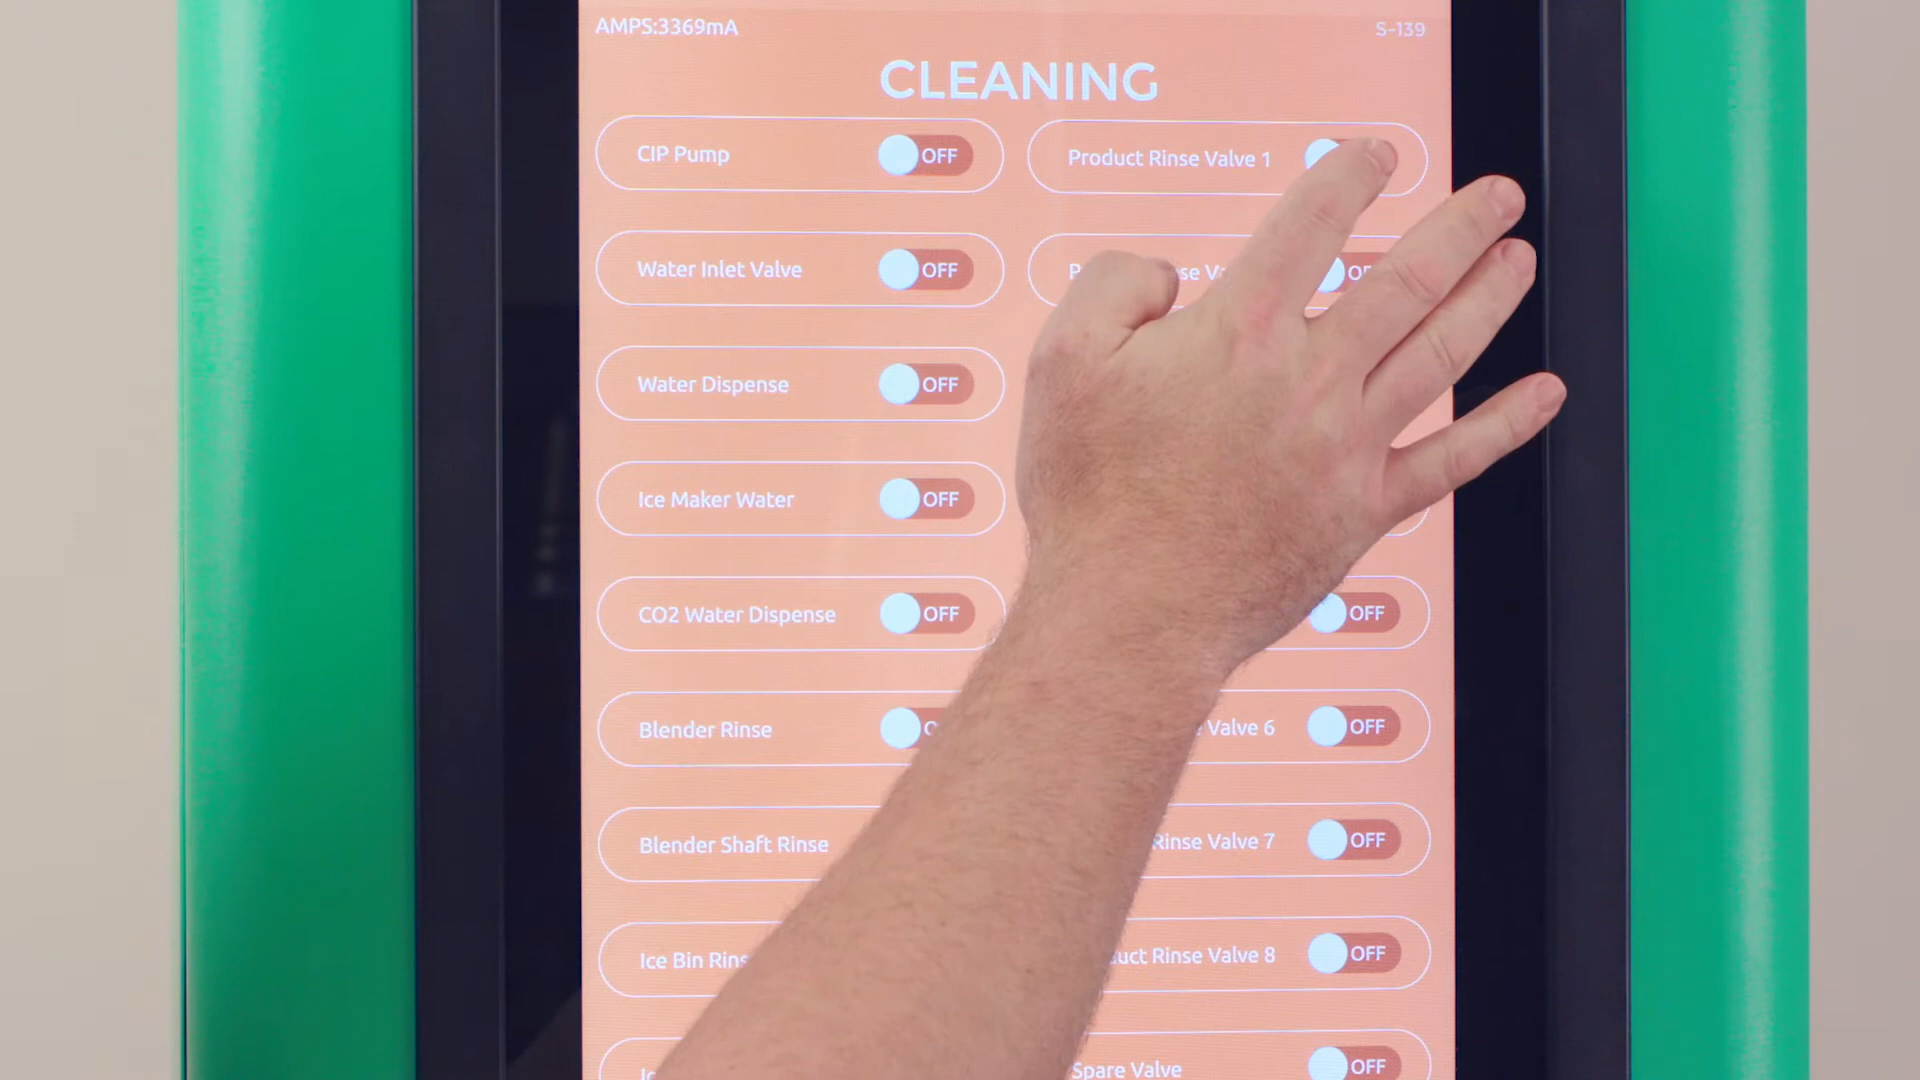 AMPS:3369mA
S-139
CLEANING
CIP Pump OFF
Product Rinse Valve 1
Water Inlet Valve OFF
Water Dispense OFF
Ice Maker Water OFF
CO2 Water Dispense OFF
OFF
Blender Rinse
Valve 6 OFF
Blender Shaft Rinse
Rinse Valve 7 OFF
Ice Bin
Rinse Valve 8 OFF
Spare Valve OFF